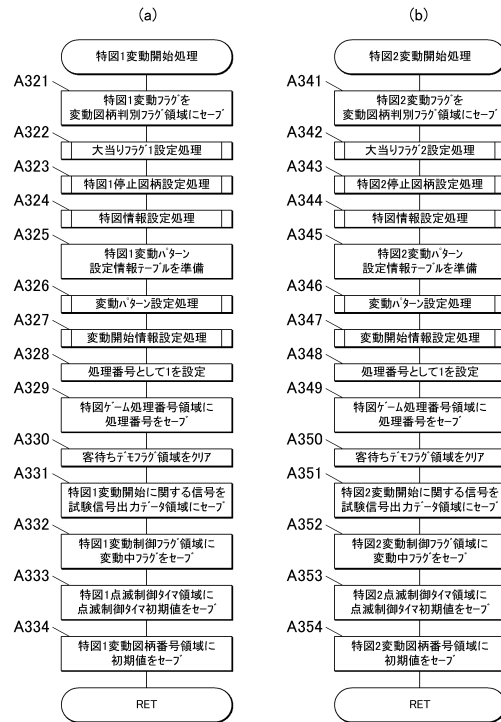 (a)
特図1変動開始処理
A321
特図1変動フラグを
変動図柄判別フラグ領域にセーブ
A322
大当りフラグ1設定処理
A323
特図1停止図柄設定処理
A324
特図情報設定処理
A325
特図1変動パターン
設定情報テーブルを準備
A326
変動パターン設定処理
A327
変動開始情報設定処理
A328
処理番号として1を設定
A329
特図ゲーム処理番号領域に
処理番号をセーブ
A330
客待ちデモフラグ領域をクリア
A331
特図1変動開始に関する信号を
試験信号出力データ領域にセーブ
A332
特図1変動制御フラグ領域に
変動中フラグをセーブ
A333
特図1点滅制御タイマ領域に
点滅制御タイマ初期値をセーブ
A334
特図1変動図柄番号領域に
初期値をセーブ
RET
(b)
特図2変動開始処理
A341
特図2変動フラグを
変動図柄判別フラグ領域にセーブ
A342
大当りフラグ2設定処理
A343
特図2停止図柄設定処理
A344
特図情報設定処理
A345
特図2変動パターン
設定情報テーブルを準備
A346
変動パターン設定処理
A347
変動開始情報設定処理
A348
処理番号として1を設定
A349
特図ゲーム処理番号領域に
処理番号をセーブ
A350
客待ちデモフラグ領域をクリア
A351
特図2変動開始に関する信号を
試験信号出力データ領域にセーブ
A352
特図2変動制御フラグ領域に
変動中フラグをセーブ
A353
特図2点滅制御タイマ領域に
点滅制御タイマ初期値をセーブ
A354
特図2変動図柄番号領域に
初期値をセーブ
RET